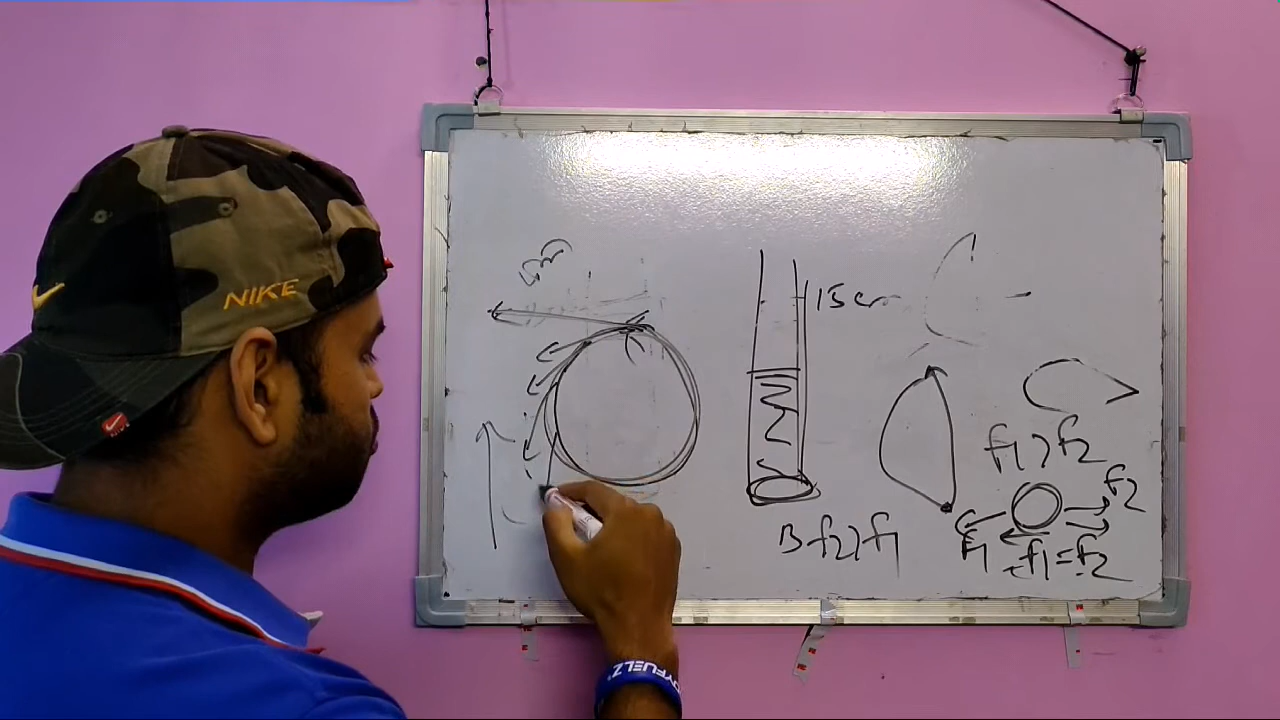 NIKE
15cm
f1 > f2
f2
B f2 > f1
f1
f1 = f2